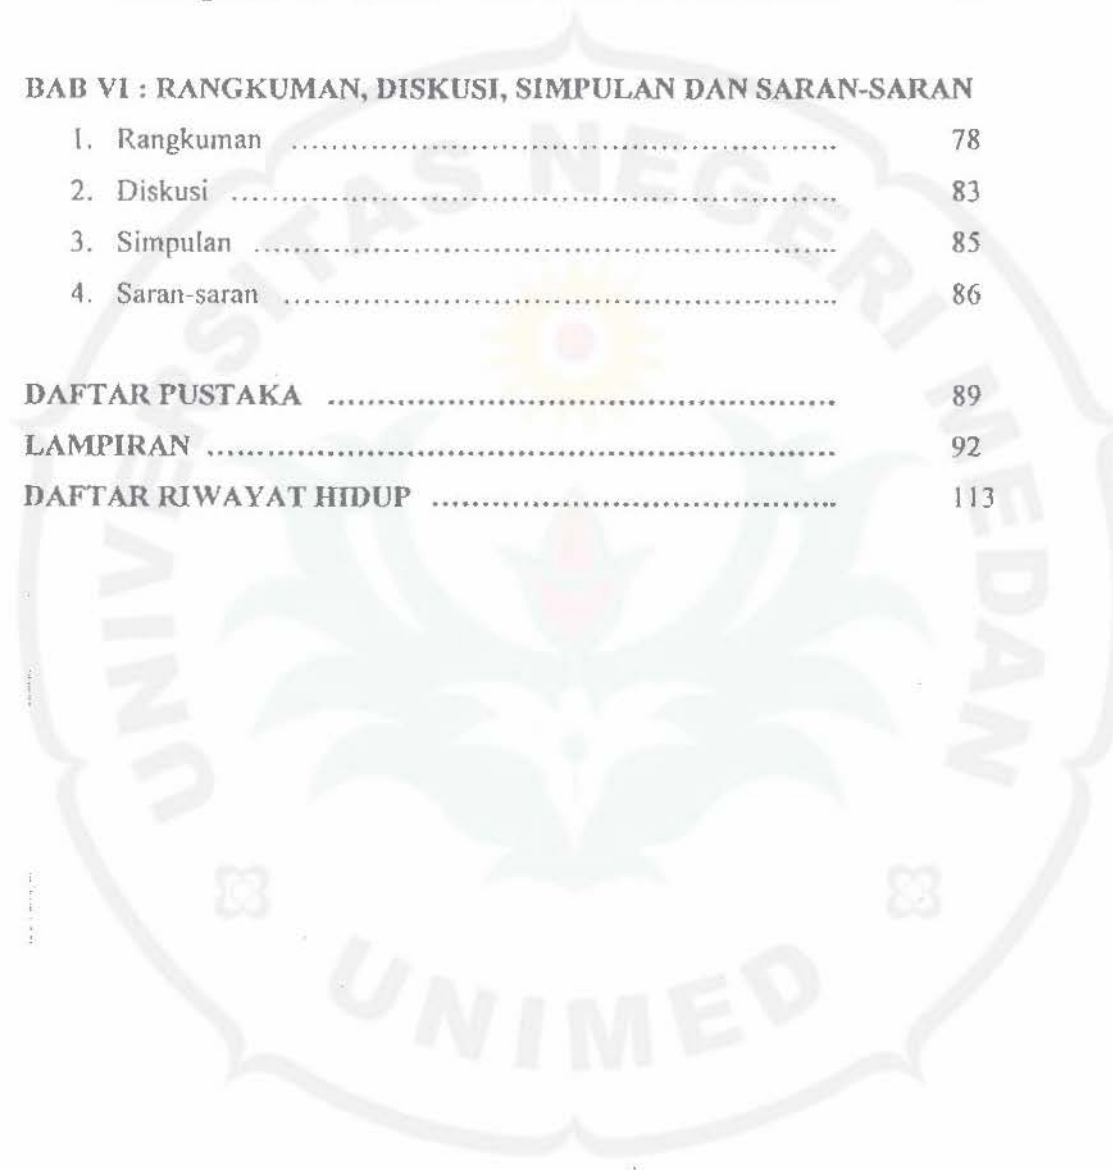 BAB VI : RANGKUMAN, DISKUSI, SIMPULAN DAN SARAN-SARAN
1. Rangkuman ........................................................ 78
2. Diskusi ............................................................... 83
3. Simpulan ............................................................ 85
4. Saran-saran ......................................................... 86
DAFTAR PUSTAKA .................................................... 89
LAMPIRAN ................................................................ 92
DAFTAR RIWAYAT HIDUP ......................................... 113
UNIVERSITAS NEGERI MEDAN
UNIMED